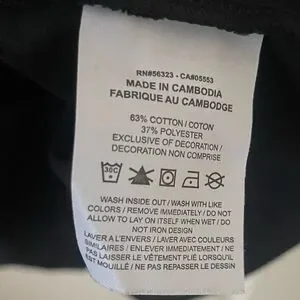 RN#56323 - CA#05553
MADE IN CAMBODIA
FABRIQUE AU CAMBODGE
63% COTTON / COTON
37% POLYESTER
EXCLUSIVE OF DECORATION /
DECORATION NON COMPRISE
30C
WASH INSIDE OUT / WASH WITH LIKE
COLORS / REMOVE IMMEDIATELY / DO NOT
ALLOW TO LAY ON ITSELF WHEN WET / DO
NOT IRON DESIGN
LAVER A L'ENVERS / LAVER AVEC COULEURS
SIMILAIRES / ENLEVER IMMEDIATEMENT / NE
PAS LAISSER LE VÊTEMENT PLIÉ LORSQU'IL
EST MOUILLÉ / NE PAS REPASSER LE DESSIN